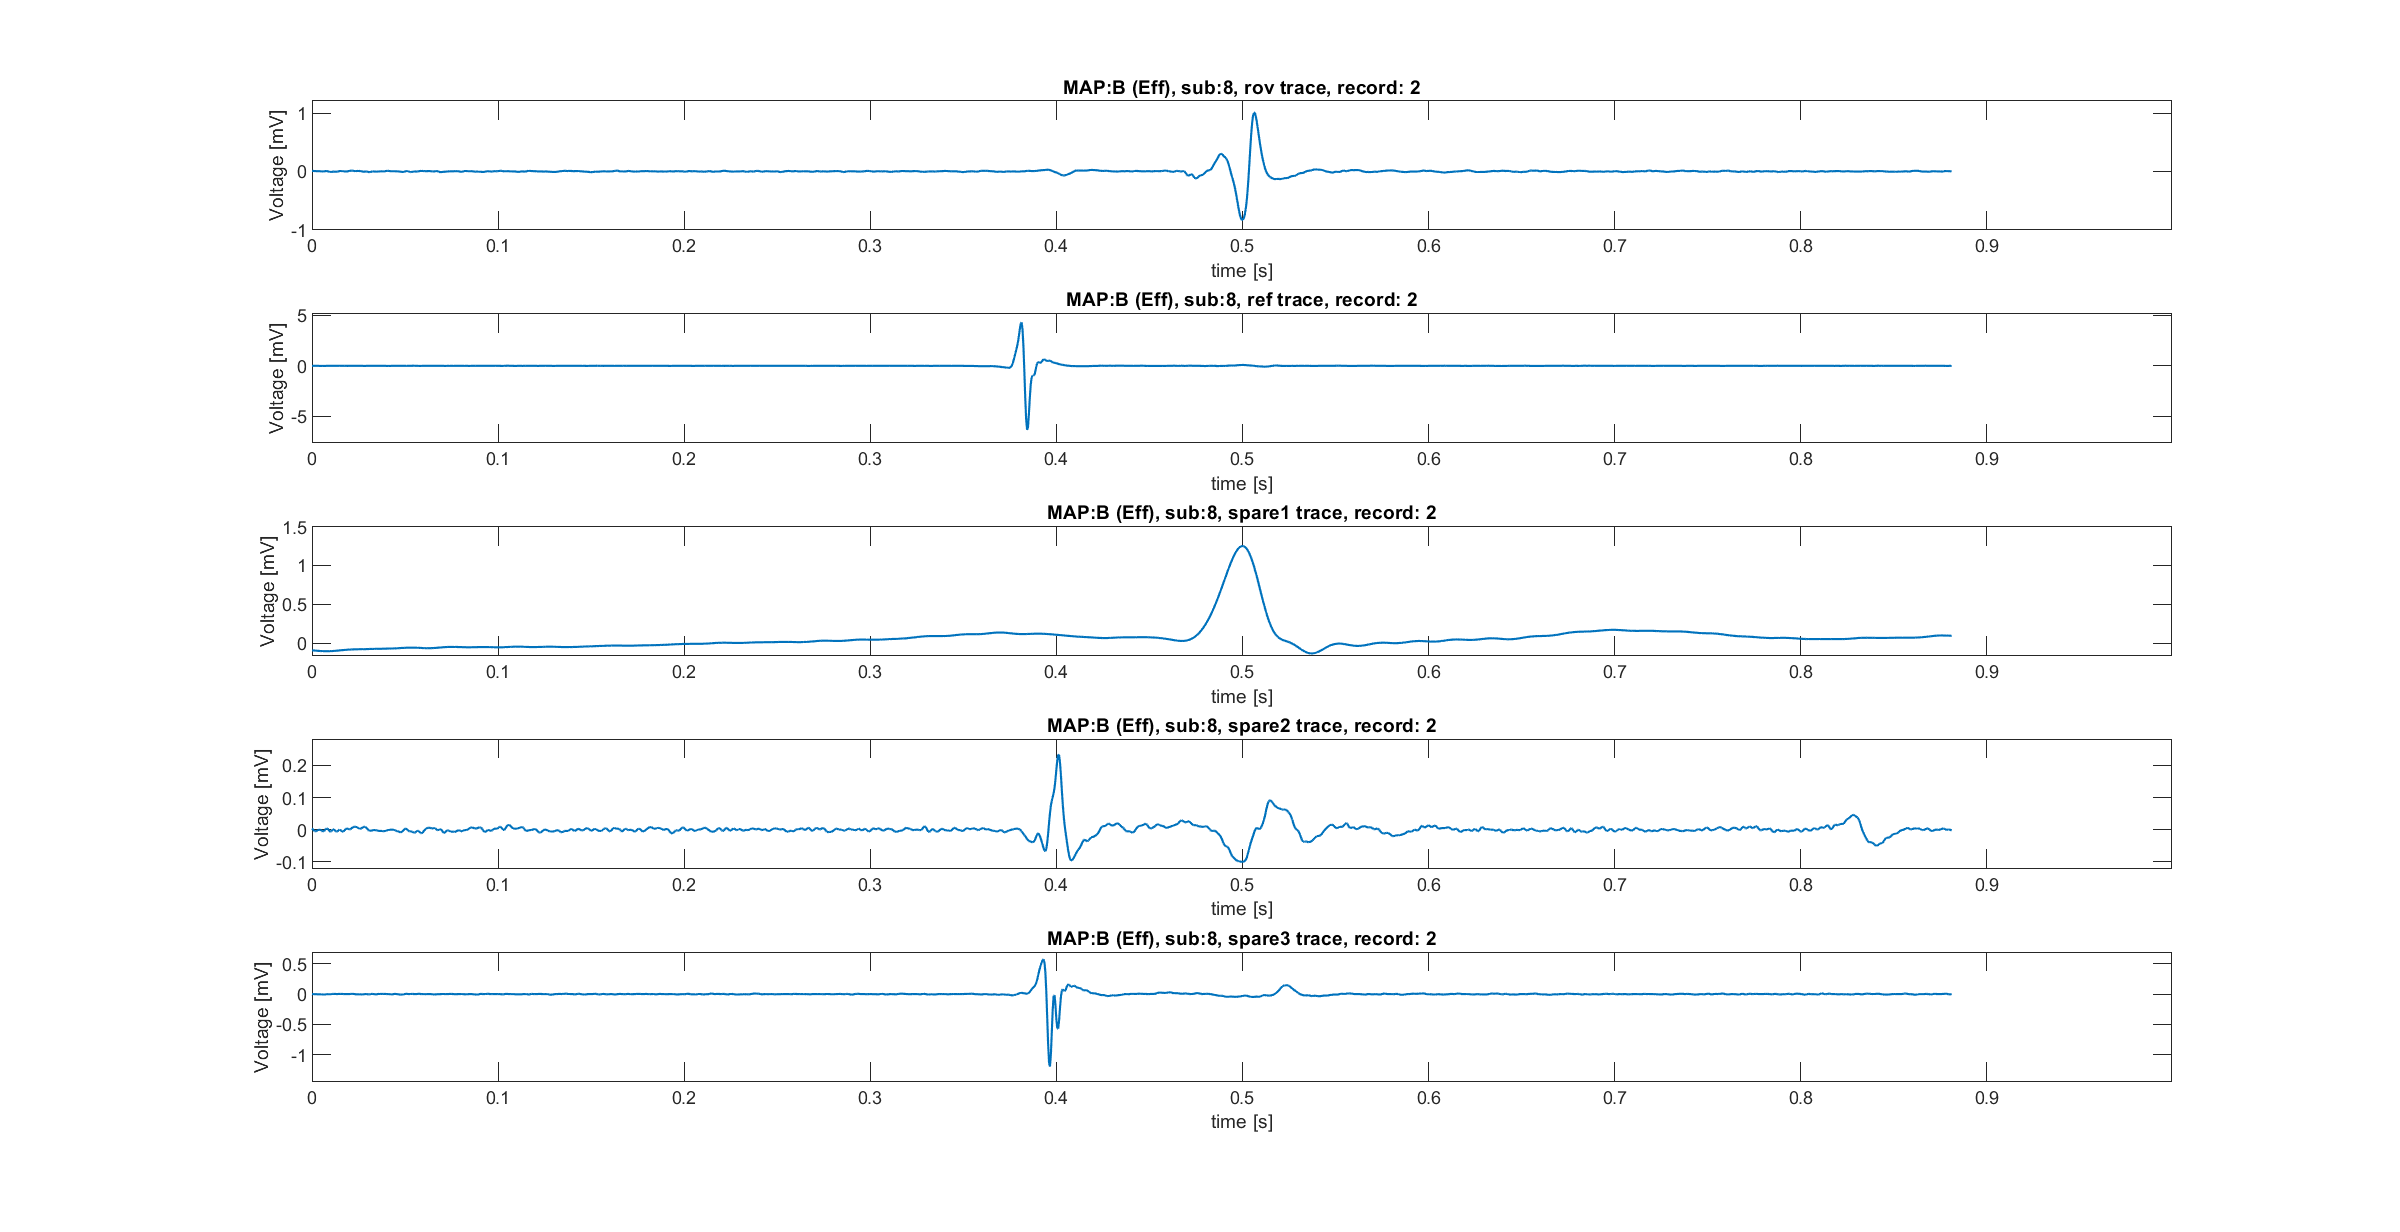 MAP:B (Eff), sub:8, rov trace, record: 2
Voltage [mV]
1
0
-1
0 0.1 0.2 0.3 0.4 0.5 0.6 0.7 0.8 0.9
time [s]
MAP:B (Eff), sub:8, ref trace, record: 2
Voltage [mV]
5
0
-5
0 0.1 0.2 0.3 0.4 0.5 0.6 0.7 0.8 0.9
time [s]
MAP:B (Eff), sub:8, spare1 trace, record: 2
Voltage [mV]
1.5
1
0.5
0
0 0.1 0.2 0.3 0.4 0.5 0.6 0.7 0.8 0.9
time [s]
MAP:B (Eff), sub:8, spare2 trace, record: 2
Voltage [mV]
0.2
0.1
0
-0.1
0 0.1 0.2 0.3 0.4 0.5 0.6 0.7 0.8 0.9
time [s]
MAP:B (Eff), sub:8, spare3 trace, record: 2
Voltage [mV]
0.5
0
-0.5
-1
0 0.1 0.2 0.3 0.4 0.5 0.6 0.7 0.8 0.9
time [s]